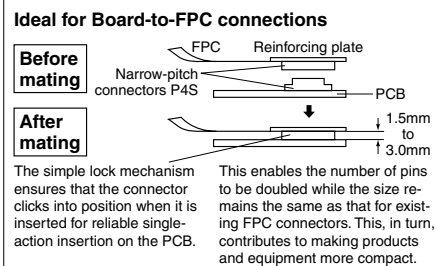 Ideal for Board-to-FPC connections
Before
mating
FPC
Reinforcing plate
Narrow-pitch
connectors P4S
PCB
After
mating
1.5mm
to
3.0mm
The simple lock mechanism
ensures that the connector
clicks into position when it is
inserted for reliable single-
action insertion on the PCB.
This enables the number of pins
to be doubled while the size re-
mains the same as that for exist-
ing FPC connectors. This, in turn,
contributes to making products
and equipment more compact.